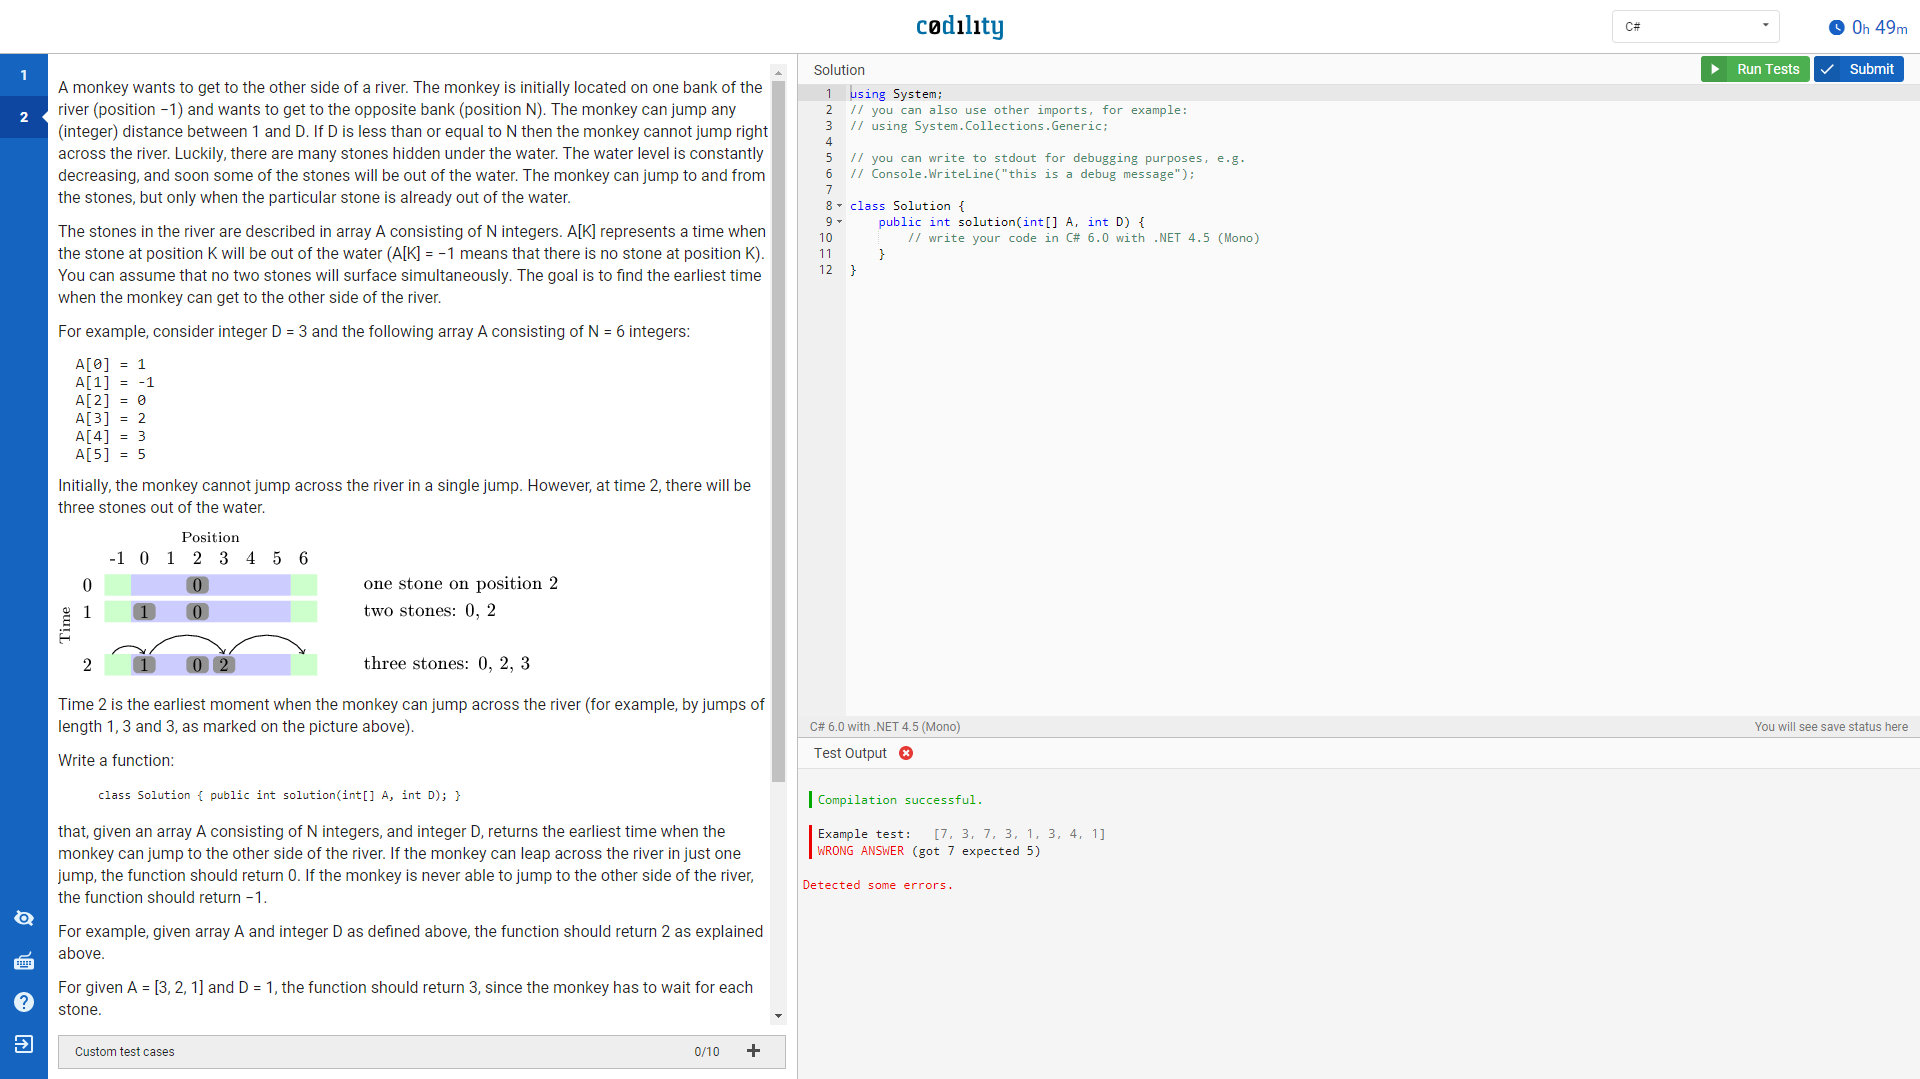 cødılıty
C#
0h 49m
1
2
A monkey wants to get to the other side of a river. The monkey is initially located on one bank of the
river (position −1) and wants to get to the opposite bank (position N). The monkey can jump any
(integer) distance between 1 and D. If D is less than or equal to N then the monkey cannot jump right
across the river. Luckily, there are many stones hidden under the water. The water level is constantly
decreasing, and soon some of the stones will be out of the water. The monkey can jump to and from
the stones, but only when the particular stone is already out of the water.
The stones in the river are described in array A consisting of N integers. A[K] represents a time when
the stone at position K will be out of the water (A[K] = −1 means that there is no stone at position K).
You can assume that no two stones will surface simultaneously. The goal is to find the earliest time
when the monkey can get to the other side of the river.
For example, consider integer D = 3 and the following array A consisting of N = 6 integers:
A[0] = 1
A[1] = -1
A[2] = 0
A[3] = 2
A[4] = 3
A[5] = 5
Initially, the monkey cannot jump across the river in a single jump. However, at time 2, there will be
three stones out of the water.
Position
-1 0 1 2 3 4 5 6
Time
0 0 one stone on position 2
1 1 0 two stones: 0, 2
2 1 0 2 three stones: 0, 2, 3
Time 2 is the earliest moment when the monkey can jump across the river (for example, by jumps of
length 1, 3 and 3, as marked on the picture above).
Write a function:
class Solution { public int solution(int[] A, int D); }
that, given an array A consisting of N integers, and integer D, returns the earliest time when the
monkey can jump to the other side of the river. If the monkey can leap across the river in just one
jump, the function should return 0. If the monkey is never able to jump to the other side of the river,
the function should return −1.
For example, given array A and integer D as defined above, the function should return 2 as explained
above.
For given A = [3, 2, 1] and D = 1, the function should return 3, since the monkey has to wait for each
stone.
Custom test cases 0/10 +
Solution
Run Tests
Submit
1 using System;
2 // you can also use other imports, for example:
3 // using System.Collections.Generic;
4
5 // you can write to stdout for debugging purposes, e.g.
6 // Console.WriteLine("this is a debug message");
7
8 class Solution {
9 public int solution(int[] A, int D) {
10 // write your code in C# 6.0 with .NET 4.5 (Mono)
11 }
12 }
C# 6.0 with .NET 4.5 (Mono)
You will see save status here
Test Output
Compilation successful.
Example test: [7, 3, 7, 3, 1, 3, 4, 1]
WRONG ANSWER (got 7 expected 5)
Detected some errors.